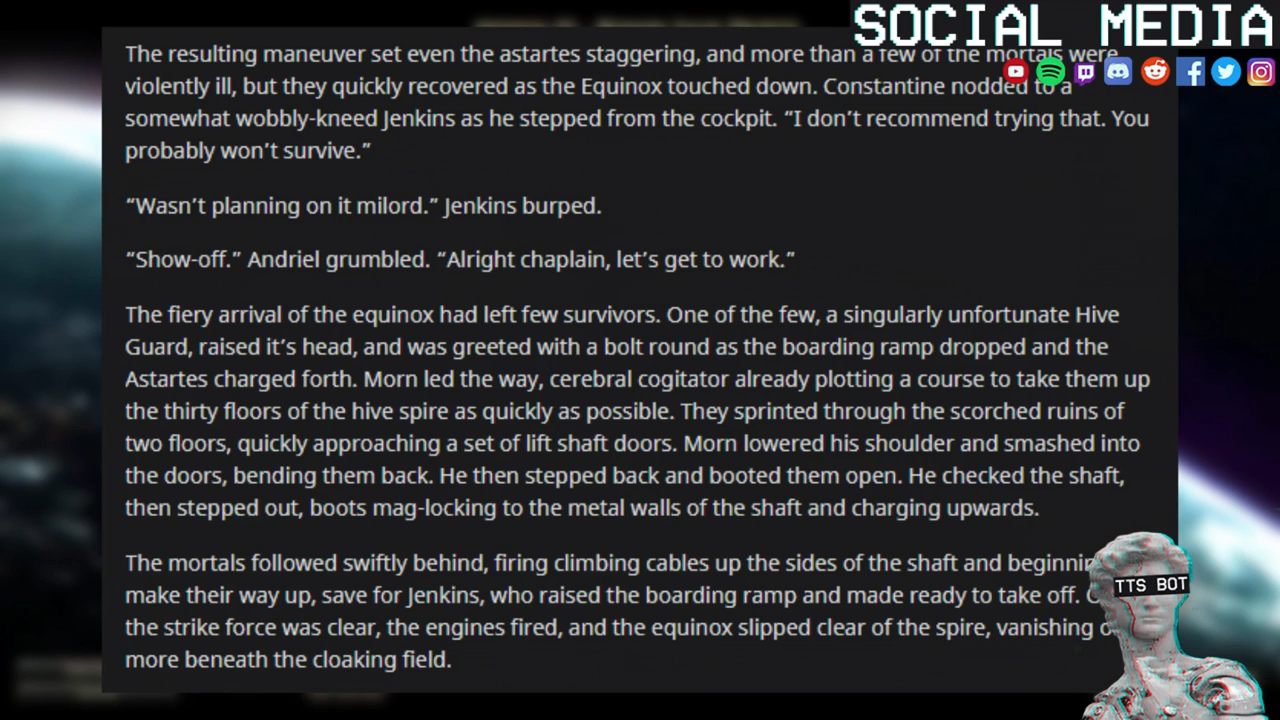 SOCIAL MEDIA
The resulting maneuver set even the astartes staggering, and more than a few of the mortals were
violently ill, but they quickly recovered as the Equinox touched down. Constantine nodded to a
somewhat wobbly-kneed Jenkins as he stepped from the cockpit. “I don’t recommend trying that. You
probably won’t survive.”
“Wasn’t planning on it milord.” Jenkins burped.
“Show-off.” Andriel grumbled. “Alright chaplain, let’s get to work.”
The fiery arrival of the equinox had left few survivors. One of the few, a singularly unfortunate Hive
Guard, raised it’s head, and was greeted with a bolt round as the boarding ramp dropped and the
Astartes charged forth. Morn led the way, cerebral cogitator already plotting a course to take them up
the thirty floors of the hive spire as quickly as possible. They sprinted through the scorched ruins of
two floors, quickly approaching a set of lift shaft doors. Morn lowered his shoulder and smashed into
the doors, bending them back. He then stepped back and booted them open. He checked the shaft,
then stepped out, boots mag-locking to the metal walls of the shaft and charging upwards.
The mortals followed swiftly behind, firing climbing cables up the sides of the shaft and
make their way up, save for Jenkins, who raised the boarding ramp and made ready to take off.
the strike force was clear, the engines fired, and the equinox slipped clear of the spire, vanishing
more beneath the cloaking field.
TTS BOT